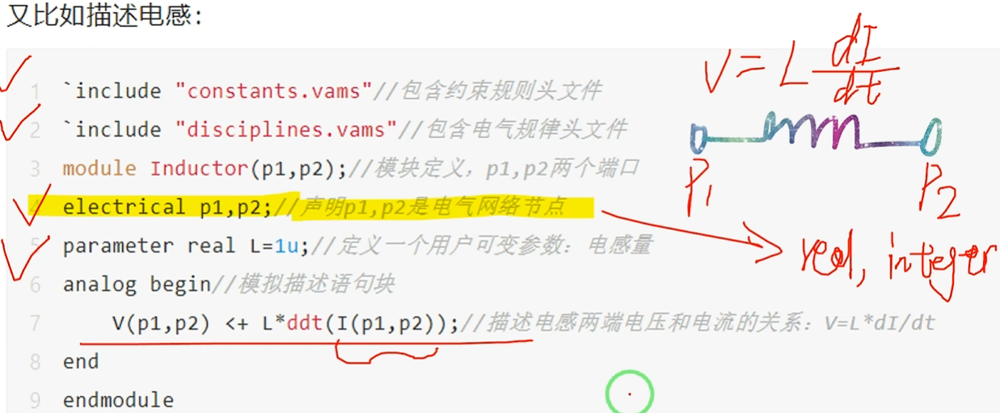 又比如描述电感:
1 `include "constants.vams"//包含约束规则头文件
2 `include "disciplines.vams"//包含电气规律头文件
3 module Inductor(p1,p2);//模块定义，p1,p2两个端口
4 electrical p1,p2;//声明p1,p2是电气网络节点
5 parameter real L=1u;//定义一个用户可变参数：电感量
6 analog begin//模拟描述语句块
7 V(p1,p2) <+ L*ddt(I(p1,p2));//描述电感两端电压和电流的关系：V=L*dI/dt
8 end
9 endmodule
V = L dI/dt
P1 P2
real, integer